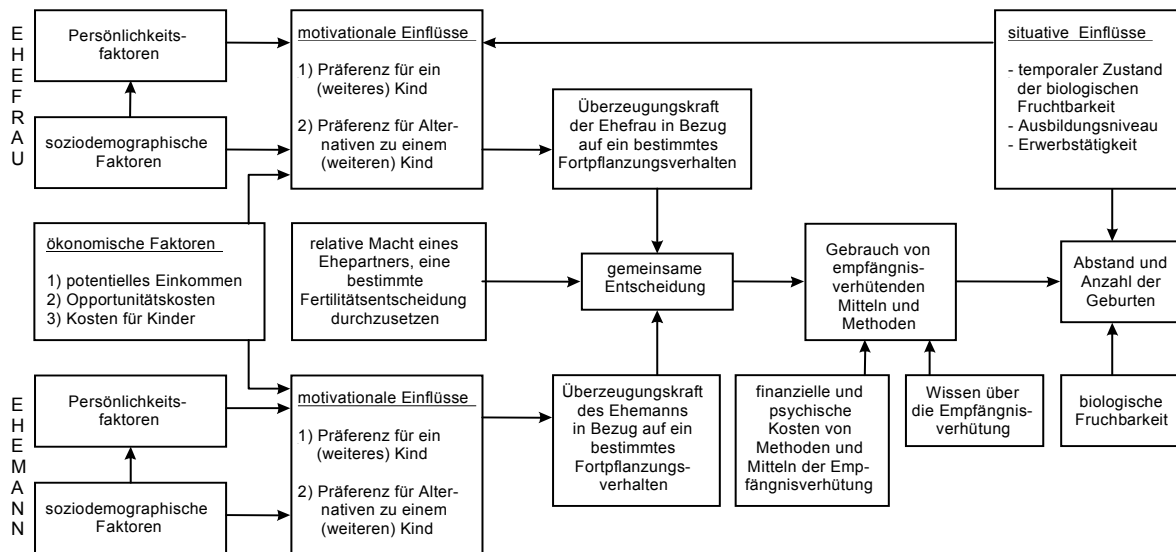 EHEFRAU
Persönlichkeits-
faktoren
soziodemographische
Faktoren
motivationale Einflüsse
1) Präferenz für ein
(weiteres) Kind
2) Präferenz für Alter-
nativen zu einem
(weiteren) Kind
Überzeugungskraft
der Ehefrau in Bezug
auf ein bestimmtes
Fortpflanzungsverhalten
situative Einflüsse
- temporaler Zustand
der biologischen
Fruchtbarkeit
- Ausbildungsniveau
- Erwerbstätigkeit
ökonomische Faktoren
1) potentielles Einkommen
2) Opportunitätskosten
3) Kosten für Kinder
relative Macht eines
Ehepartners, eine
bestimmte
Fertilitätsentscheidung
durchzusetzen
gemeinsame
Entscheidung
Gebrauch von
empfängnis-
verhütenden
Mitteln und
Methoden
Abstand und
Anzahl der
Geburten
EHEMANN
Persönlichkeits-
faktoren
soziodemographische
Faktoren
motivationale Einflüsse
1) Präferenz für ein
(weiteres) Kind
2) Präferenz für Alter-
nativen zu einem
(weiteren) Kind
Überzeugungskraft
des Ehemanns
in Bezug auf ein
bestimmtes
Fortpflanzungs-
verhalten
finanzielle und
psychische
Kosten von
Methoden und
Mitteln der Emp-
fängnisverhütung
Wissen über
die Empfängnis-
verhütung
biologische
Fruchbarkeit